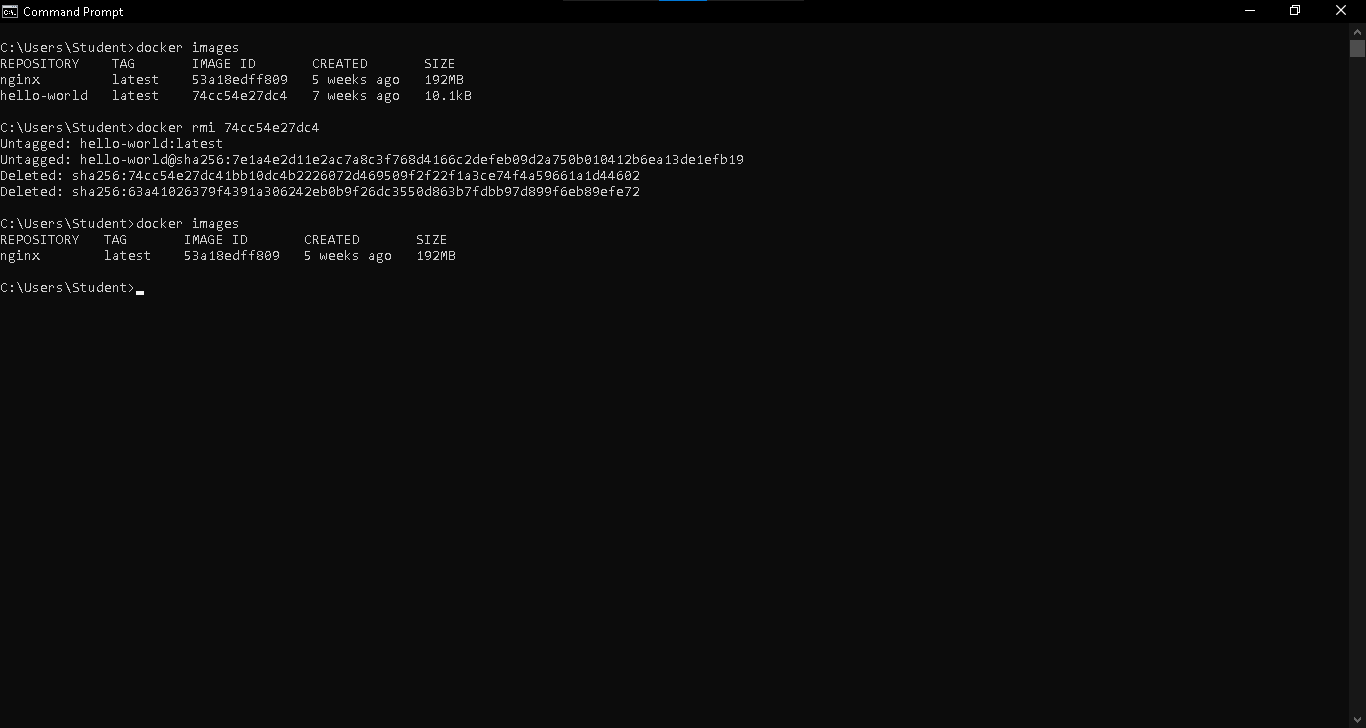 Command Prompt
C:\Users\Student>docker images
REPOSITORY   TAG       IMAGE ID       CREATED       SIZE
nginx        latest    53a18edff809   5 weeks ago   192MB
hello-world  latest    74cc54e27dc4   7 weeks ago   10.1kB
C:\Users\Student>docker rmi 74cc54e27dc4
Untagged: hello-world:latest
Untagged: hello-world@sha256:7e1a4e2d11e2ac7a8c3f768d4166c2defeb09d2a750b010412b6ea13de1efb19
Deleted: sha256:74cc54e27dc41bb10dc4b2226072d469509f2f22f1a3ce74f4a59661a1d44602
Deleted: sha256:63a41026379f4391a306242eb0b9f26dc3550d863b7fdbb97d899f6eb89efe72
C:\Users\Student>docker images
REPOSITORY   TAG       IMAGE ID       CREATED       SIZE
nginx        latest    53a18edff809   5 weeks ago   192MB
C:\Users\Student>